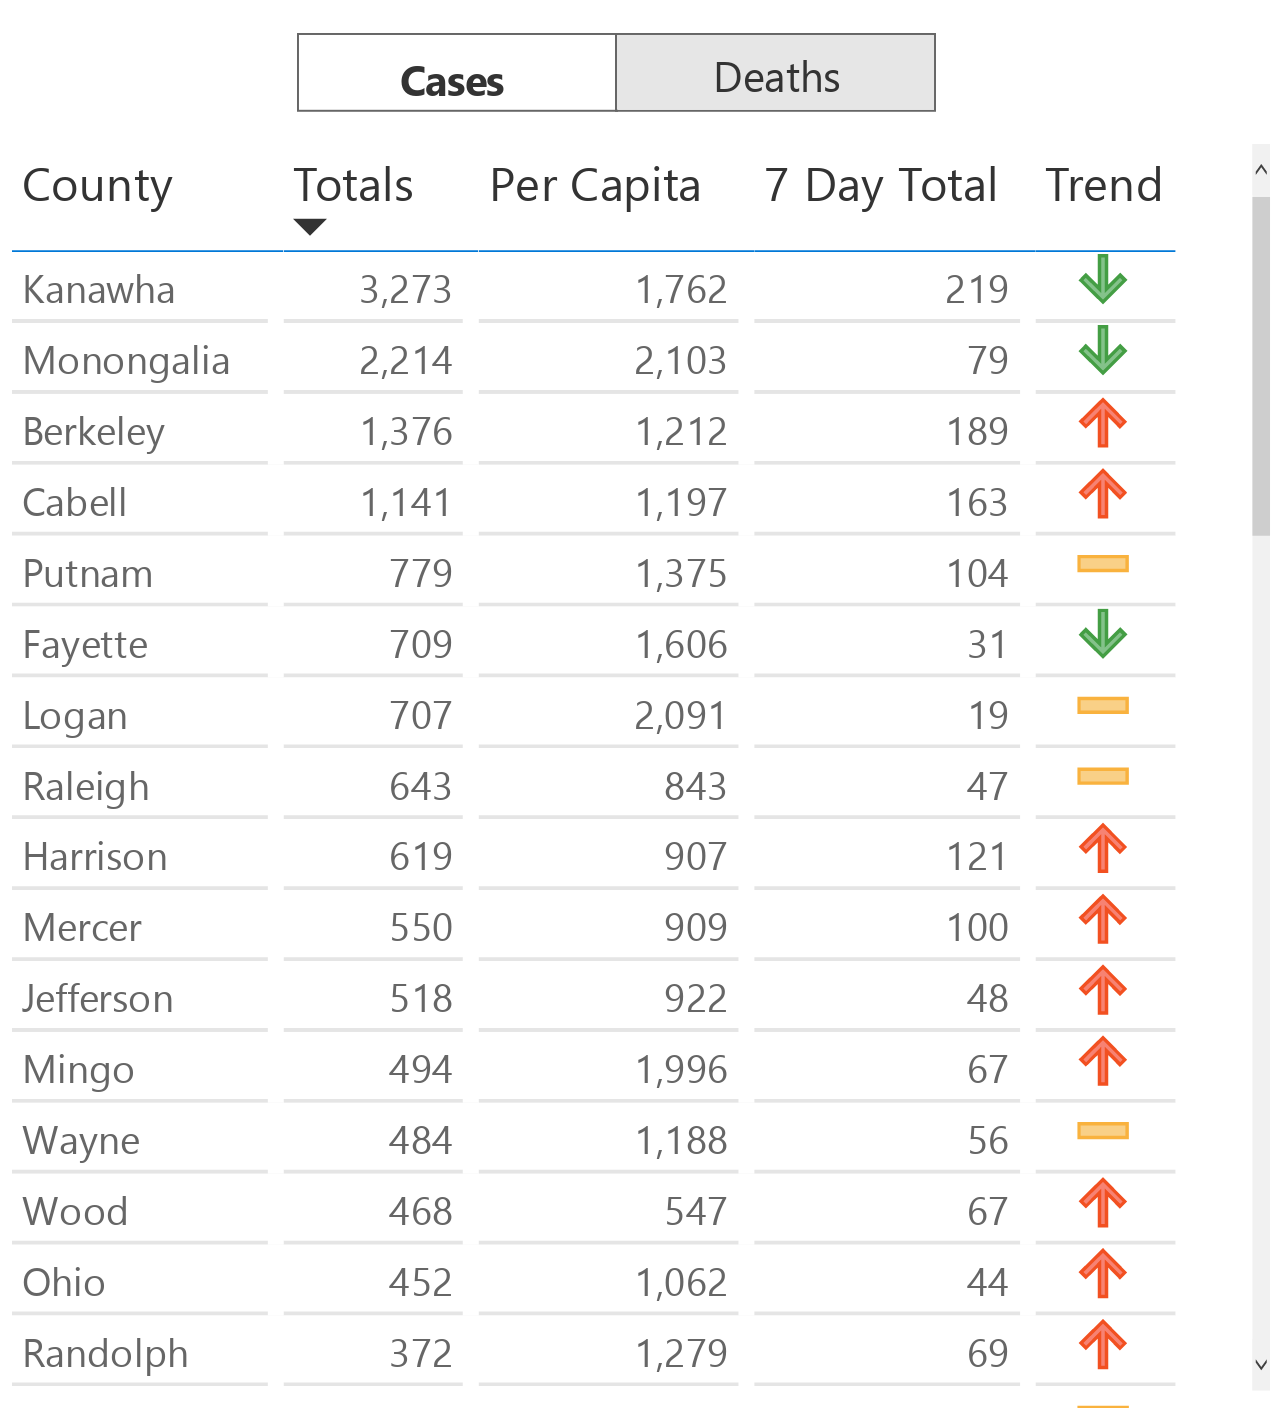 Cases Deaths
County Totals Per Capita 7 Day Total Trend
Kanawha 3,273 1,762 219
Monongalia 2,214 2,103 79
Berkeley 1,376 1,212 189
Cabell 1,141 1,197 163
Putnam 779 1,375 104
Fayette 709 1,606 31
Logan 707 2,091 19
Raleigh 643 843 47
Harrison 619 907 121
Mercer 550 909 100
Jefferson 518 922 48
Mingo 494 1,996 67
Wayne 484 1,188 56
Wood 468 547 67
Ohio 452 1,062 44
Randolph 372 1,279 69